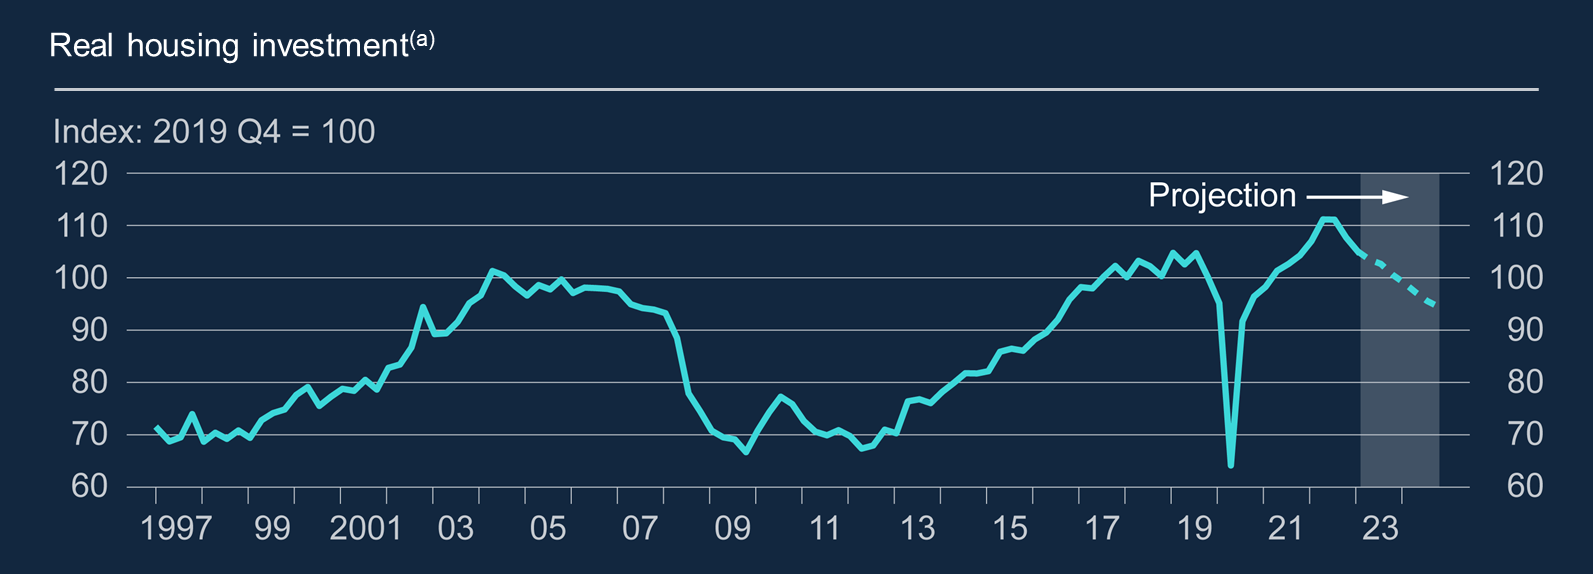 Real housing investment(a)
Index: 2019 Q4 = 100
120 120
Projection
110 110
100 100
90 90
80 80
70 70
60 60
1997 99 2001 03 05 07 09 11 13 15 17 19 21 23